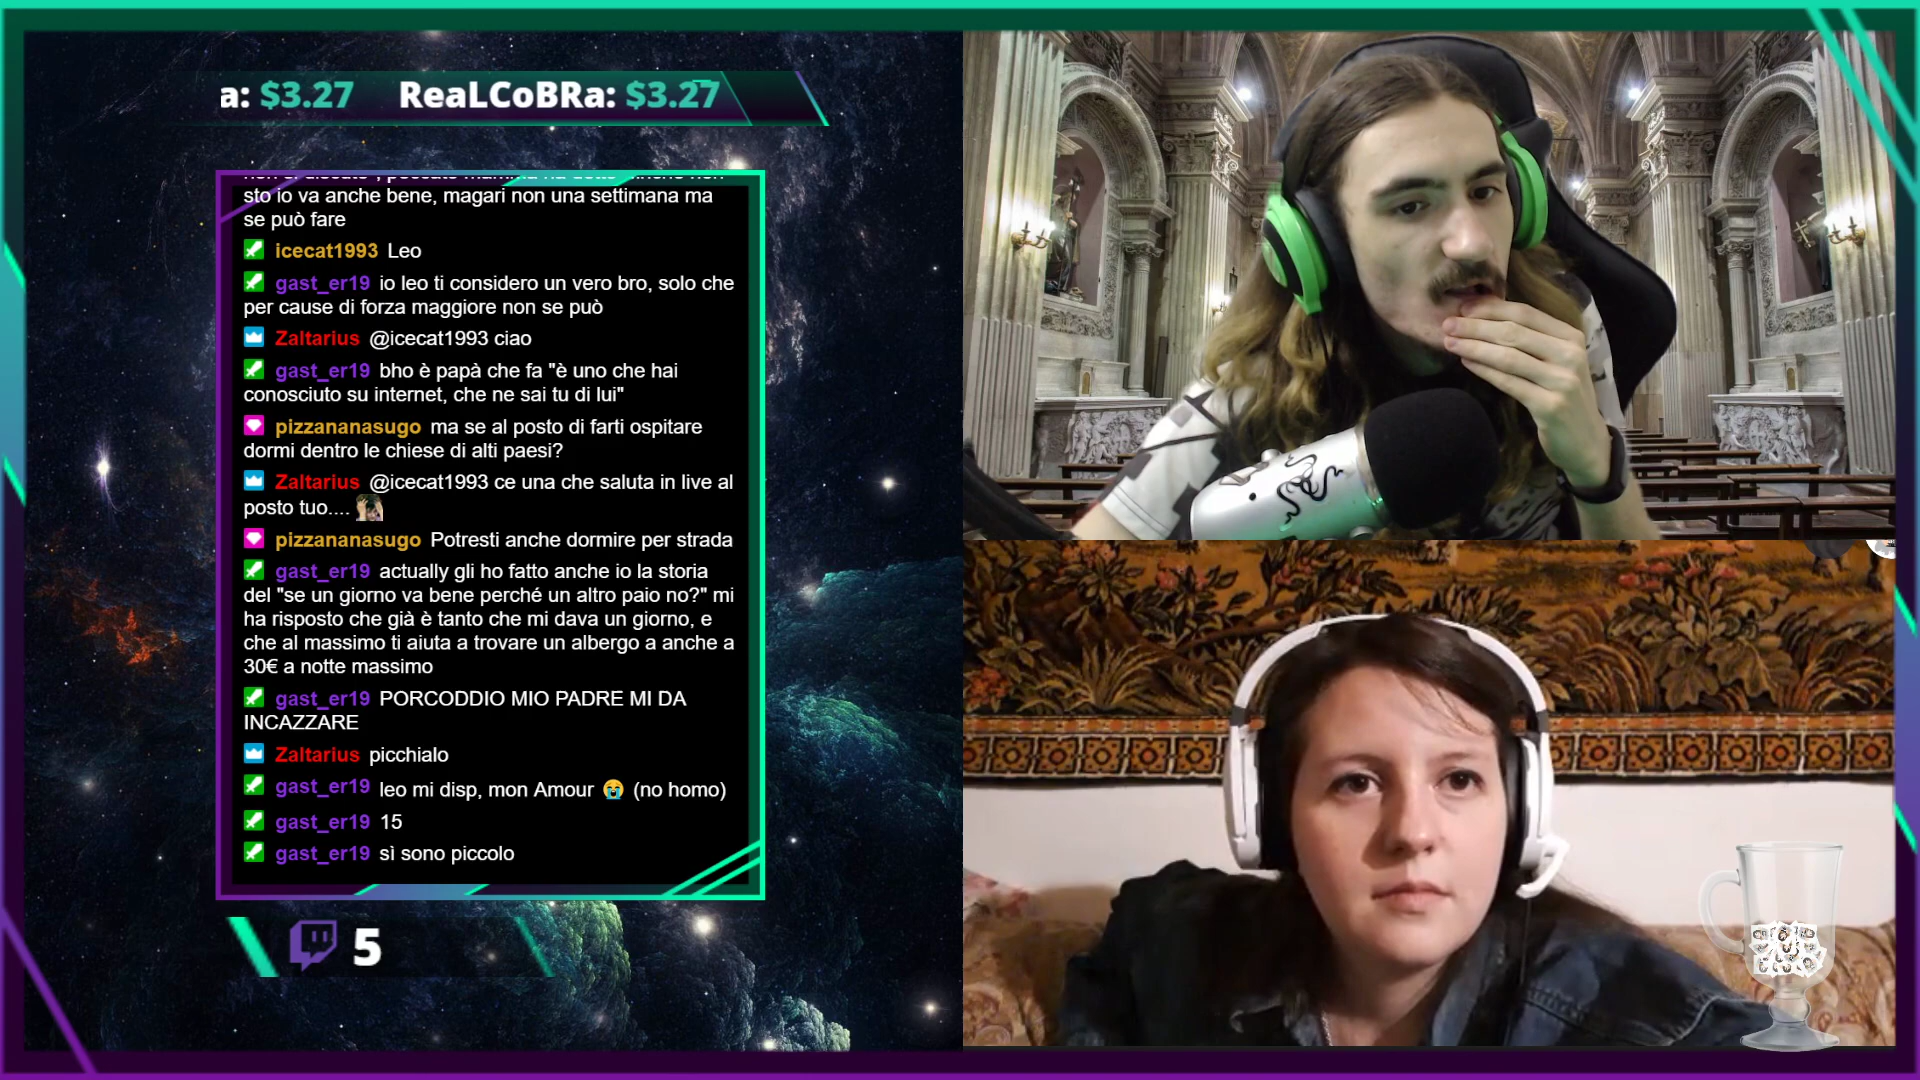 a: $3.27 ReaLCoBRa: $3.27
sto io va anche bene, magari non una settimana ma
se può fare
icecat1993 Leo
gast_er19 io leo ti considero un vero bro, solo che
per cause di forza maggiore non se può
Zaltarius @icecat1993 ciao
gast_er19 bho è papà che fa "è uno che hai
conosciuto su internet, che ne sai tu di lui"
pizzananasugo ma se al posto di farti ospitare
dormi dentro le chiese di alti paesi?
Zaltarius @icecat1993 ce una che saluta in live al
posto tuo....
pizzananasugo Potresti anche dormire per strada
gast_er19 actually gli ho fatto anche io la storia
del "se un giorno va bene perché un altro paio no?" mi
ha risposto che già è tanto che mi dava un giorno, e
che al massimo ti aiuta a trovare un albergo a anche a
30€ a notte massimo
gast_er19 PORCODDIO MIO PADRE MI DA
INCAZZARE
Zaltarius picchialo
gast_er19 leo mi disp, mon Amour 😭 (no homo)
gast_er19 15
gast_er19 sì sono piccolo
5